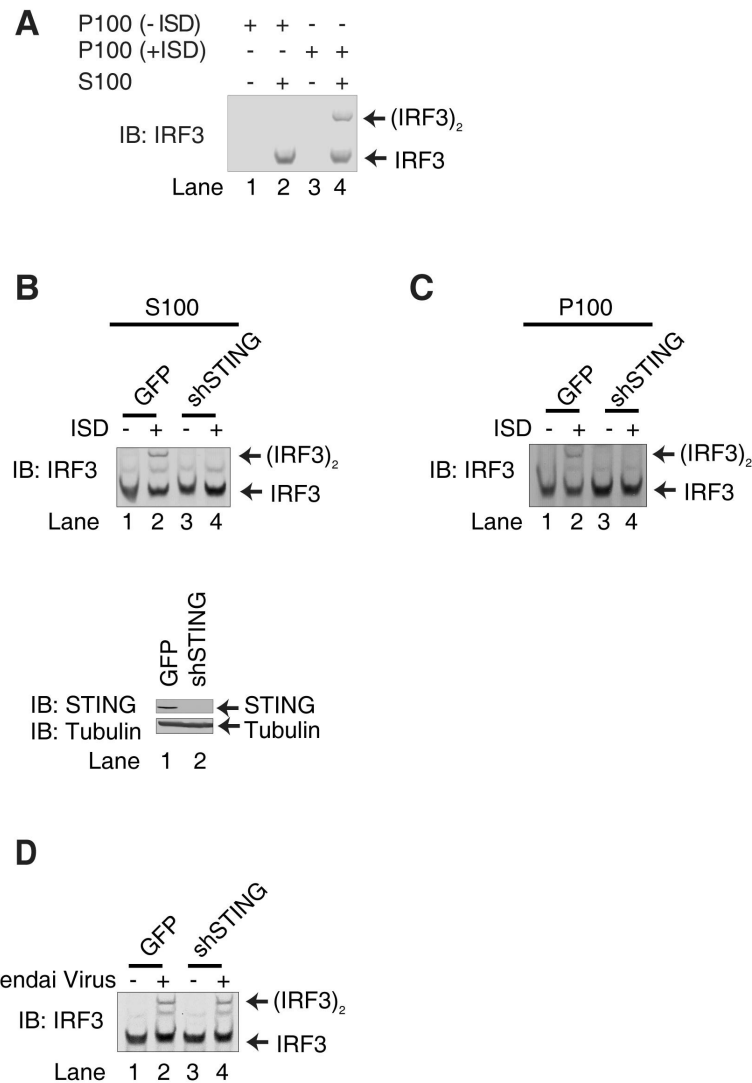 A
P100 (-ISD) + + - -
P100 (+ISD) - - + +
S100 - + - +
IB: IRF3
(IRF3)2
IRF3
Lane 1 2 3 4
B
S100
GFP shSTING
ISD - + - +
IB: IRF3
(IRF3)2
IRF3
Lane 1 2 3 4
GFP shSTING
IB: STING STING
IB: Tubulin Tubulin
Lane 1 2
C
P100
GFP shSTING
ISD - + - +
IB: IRF3
(IRF3)2
IRF3
Lane 1 2 3 4
D
GFP shSTING
endai Virus - + - +
IB: IRF3
(IRF3)2
IRF3
Lane 1 2 3 4